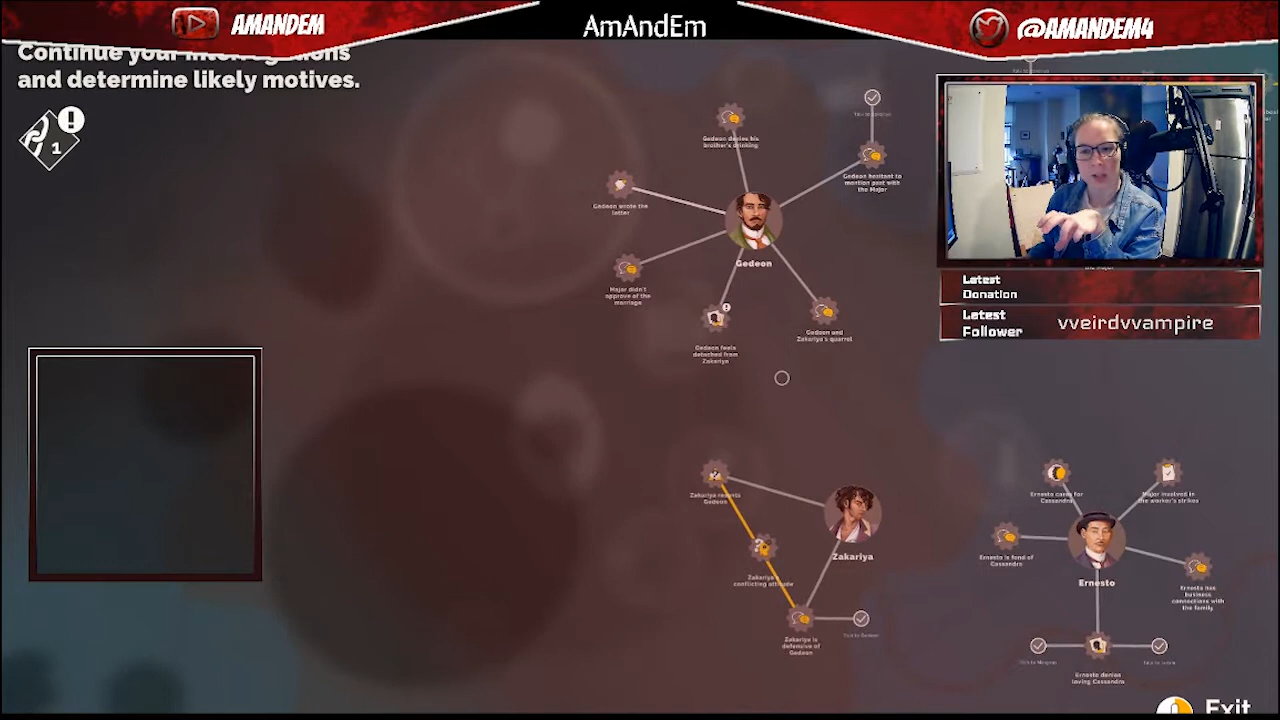 AMANDEM
AmAndEm
@AMANDEM4
Continue your interrogations
and determine likely motives.
1
Gedeon denies his
brother's drinking
Gedeon hesitant to
mention past with
the Major
Gedeon wrote the
letter
Gedeon
Major didn't
approve of the
marriage
Gedeon and
Zakariya's quarrel
Gedeon feels
detached from
Zakariya
Latest
Donation
Latest
Follower
vveirdvvampire
Zakariya resents
Gedeon
Zakariya
Zakariya's
conflicting attitude
Zakariya is
defensive of
Gedeon
Talk to Gedeon
Ernesto cares for
Cassandra
Major involved in
the worker's strikes
Ernesto is fond of
Cassandra
Ernesto
Ernesto has
business
connections with
the family
Ernesto denies
loving Cassandra
Exit